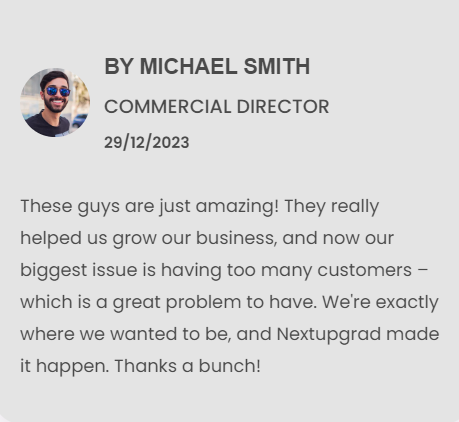 BY MICHAEL SMITH
COMMERCIAL DIRECTOR
29/12/2023
These guys are just amazing! They really
helped us grow our business, and now our
biggest issue is having too many customers –
which is a great problem to have. We're exactly
where we wanted to be, and Nextupgrad made
it happen. Thanks a bunch!